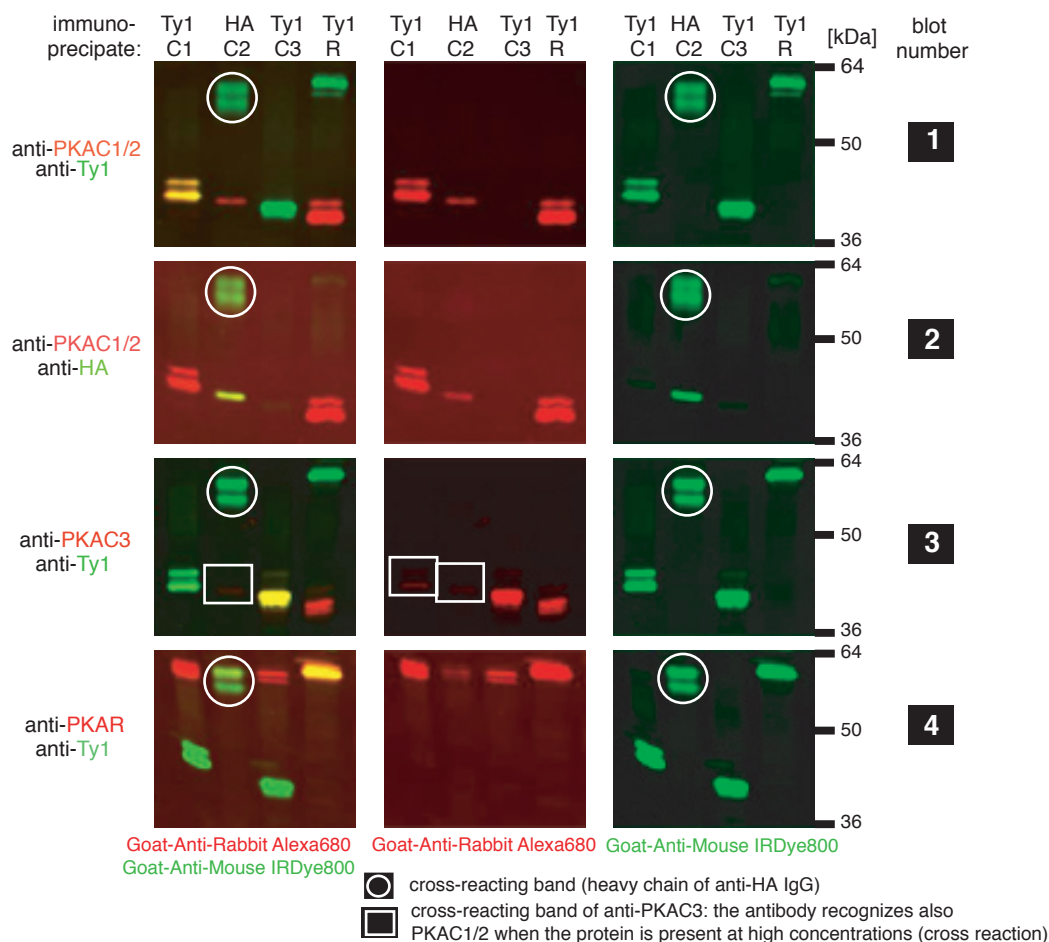 immuno- Ty1 HA Ty1 Ty1 Ty1 HA Ty1 Ty1 Ty1 HA Ty1 Ty1 blot
precipate: C1 C2 C3 R C1 C2 C3 R C1 C2 C3 R [kDa] number
64
anti-PKAC1/2
anti-Ty1
50
1
36
64
anti-PKAC1/2
anti-HA
50
2
36
64
anti-PKAC3
anti-Ty1
50
3
36
64
anti-PKAR
anti-Ty1
50
4
36
Goat-Anti-Rabbit Alexa680 Goat-Anti-Rabbit Alexa680 Goat-Anti-Mouse IRDye800
Goat-Anti-Mouse IRDye800
cross-reacting band (heavy chain of anti-HA IgG)
cross-reacting band of anti-PKAC3: the antibody recognizes also
PKAC1/2 when the protein is present at high concentrations (cross reaction)